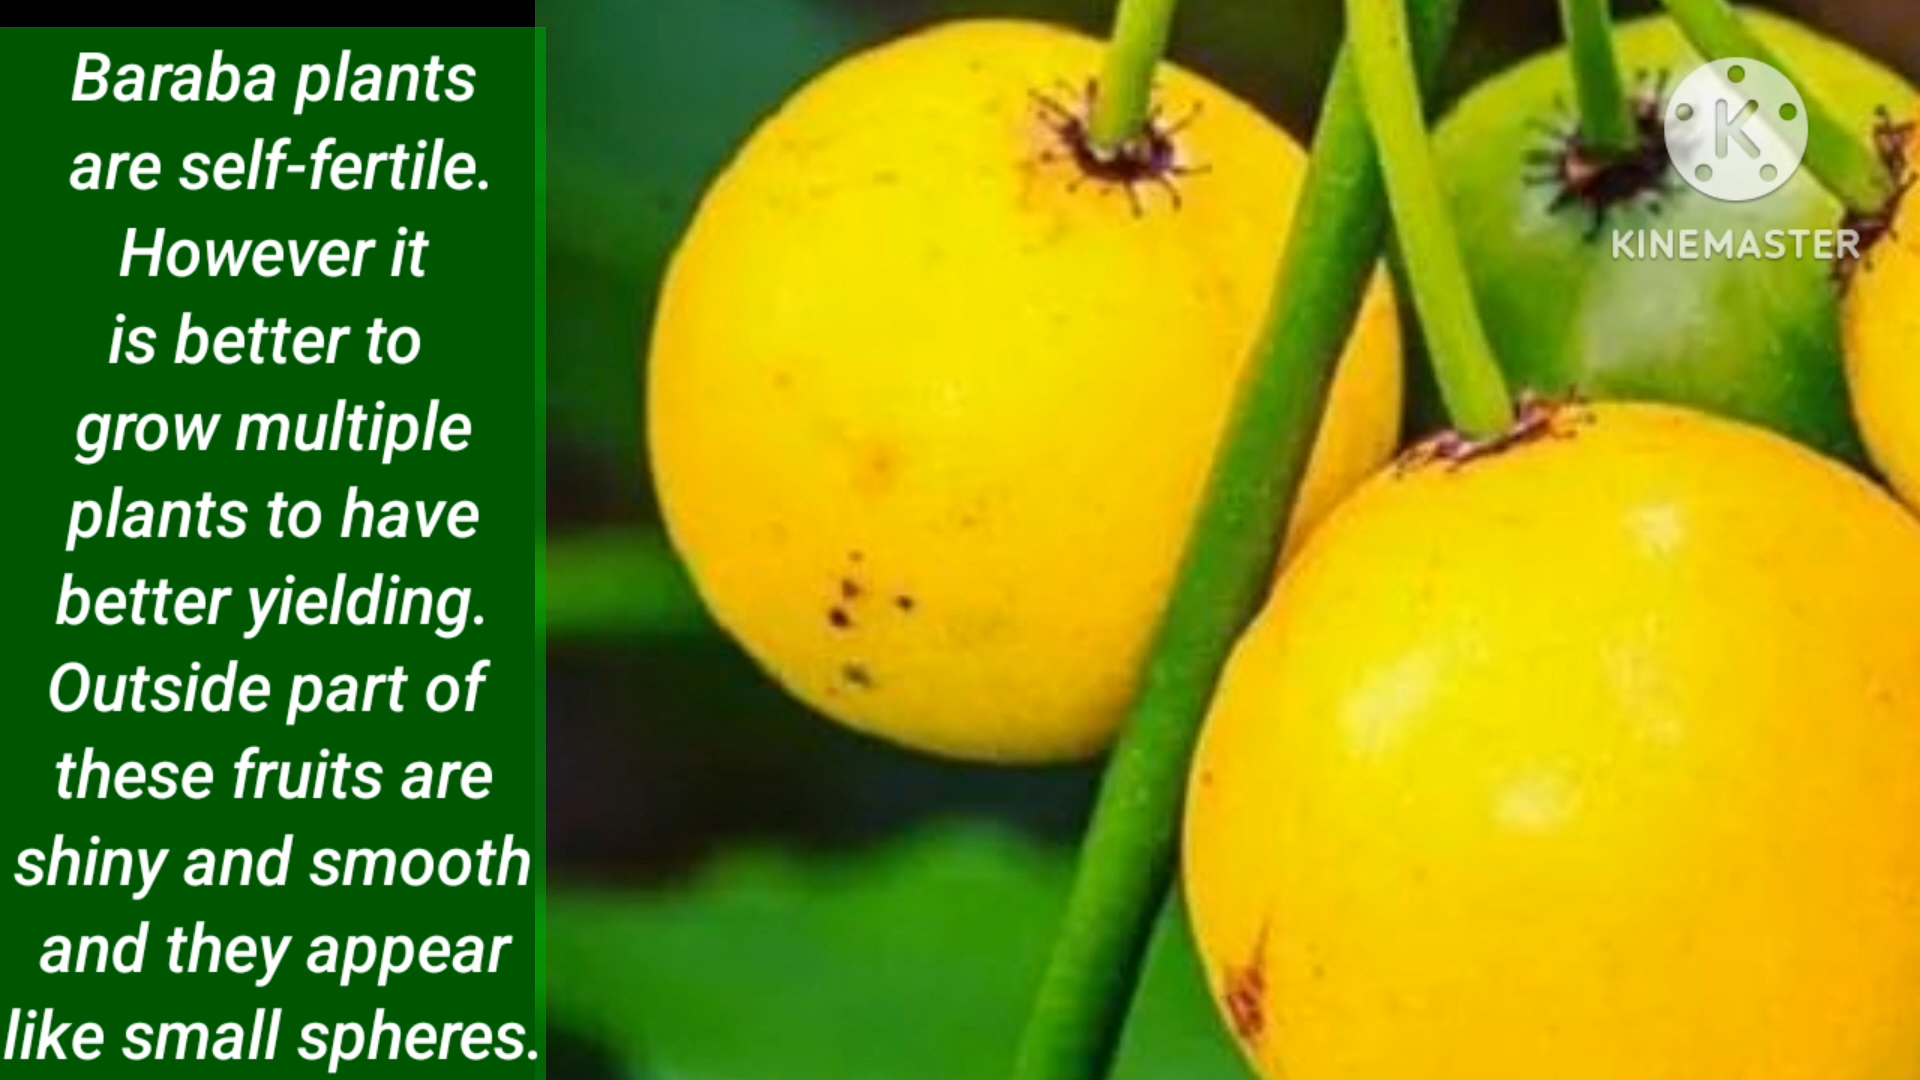 Baraba plants
are self-fertile.
However it
is better to
grow multiple
plants to have
better yielding.
Outside part of
these fruits are
shiny and smooth
and they appear
like small spheres.
K
KINEMASTER